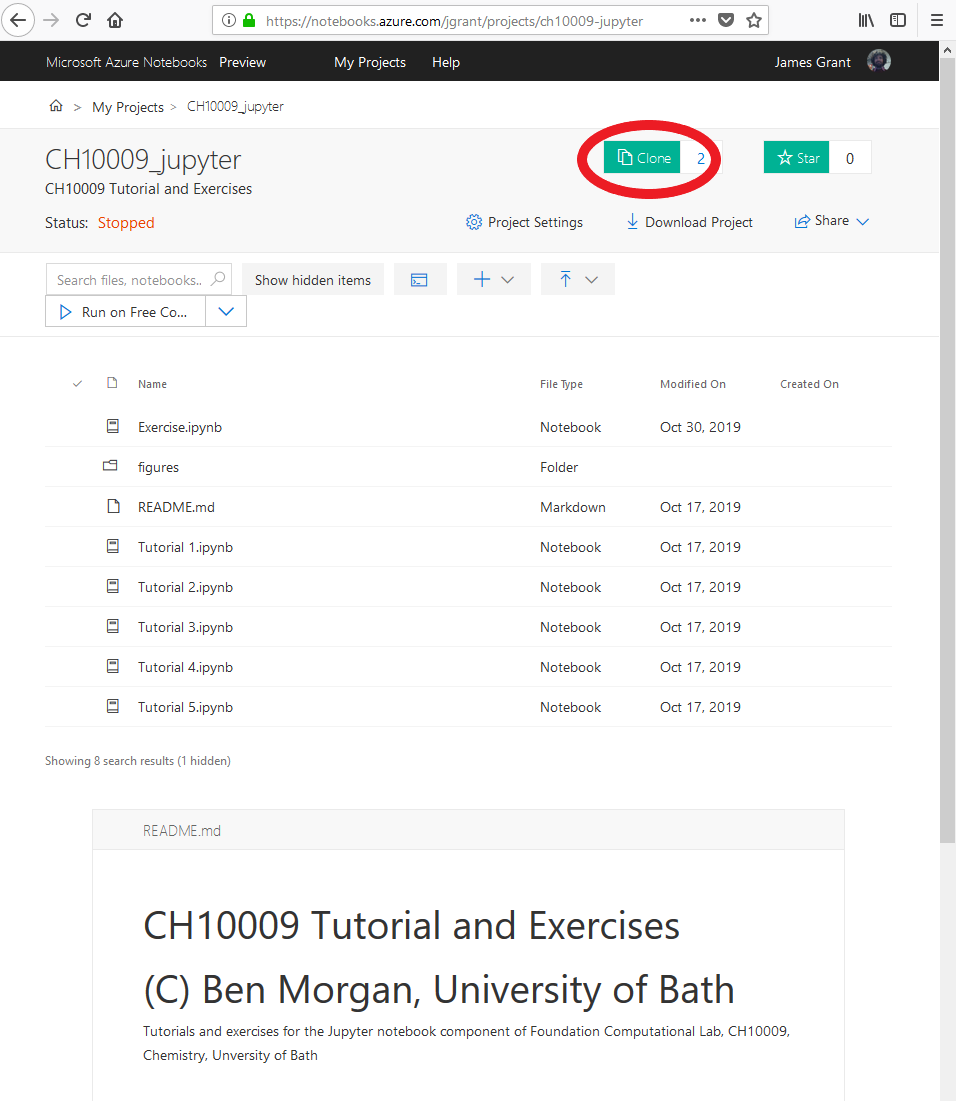 https://notebooks.azure.com/jgrant/projects/ch10009-jupyter
Microsoft Azure Notebooks Preview My Projects Help James Grant
> My Projects > CH10009_jupyter
CH10009_jupyter
Clone 2 Star 0
CH10009 Tutorial and Exercises
Status: Stopped
Project Settings Download Project Share
Search files, notebooks.. Show hidden items
Run on Free Co...
Name File Type Modified On Created On
Exercise.ipynb Notebook Oct 30, 2019
figures Folder
README.md Markdown Oct 17, 2019
Tutorial 1.ipynb Notebook Oct 17, 2019
Tutorial 2.ipynb Notebook Oct 17, 2019
Tutorial 3.ipynb Notebook Oct 17, 2019
Tutorial 4.ipynb Notebook Oct 17, 2019
Tutorial 5.ipynb Notebook Oct 17, 2019
Showing 8 search results (1 hidden)
README.md
CH10009 Tutorial and Exercises
(C) Ben Morgan, University of Bath
Tutorials and exercises for the Jupyter notebook component of Foundation Computational Lab, CH10009,
Chemistry, Unversity of Bath